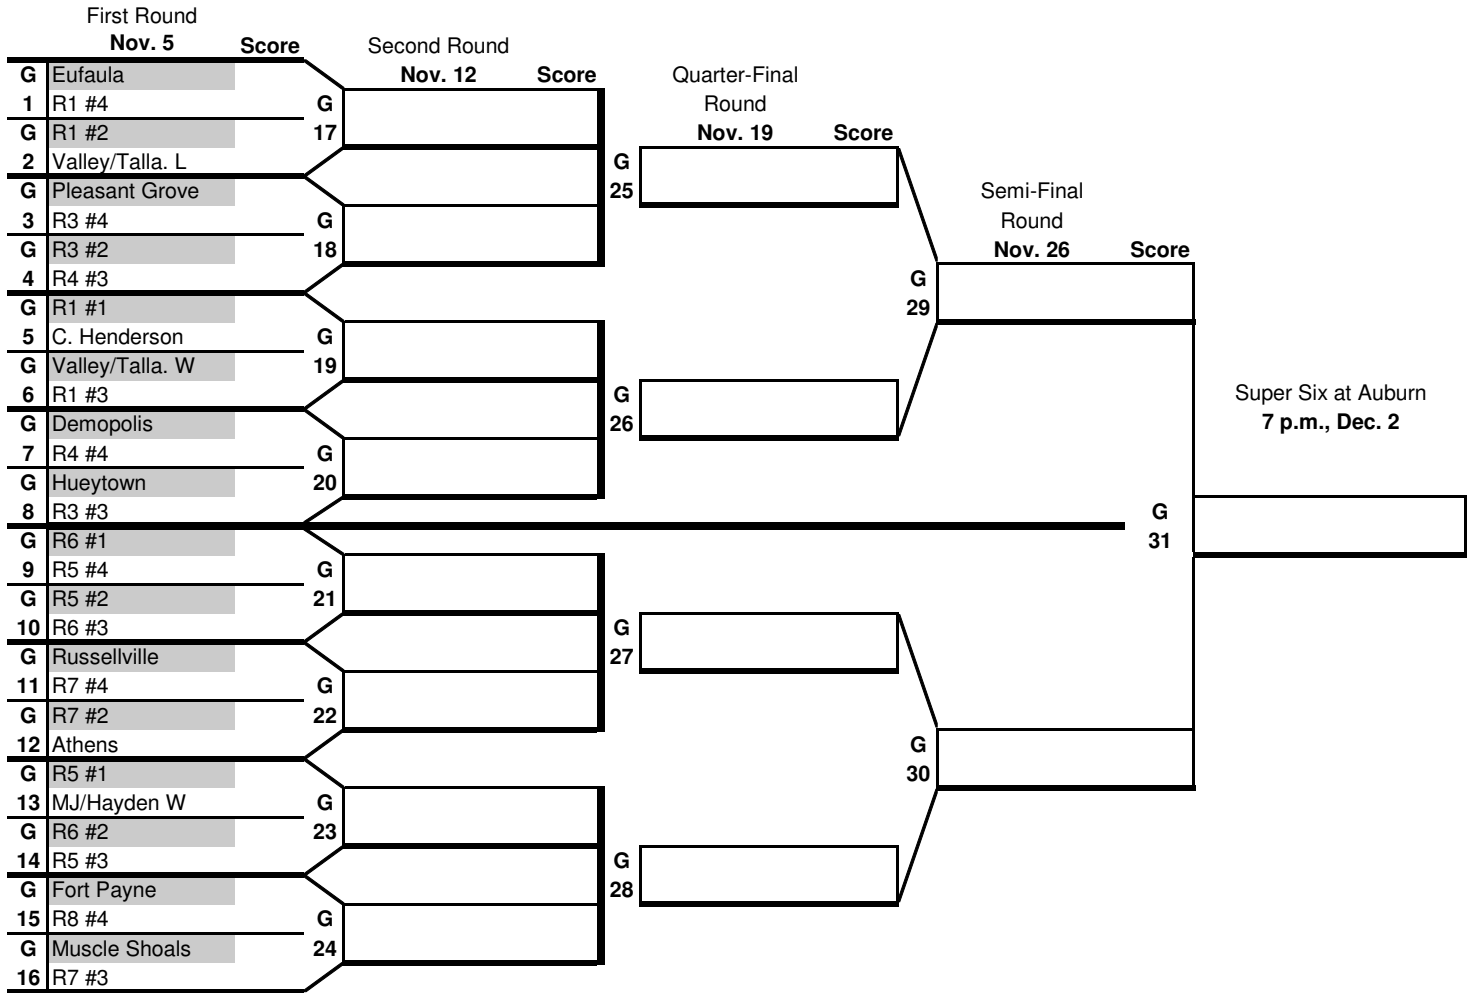 First Round
Nov. 5 Score
G Eufaula
1 R1 #4
G R1 #2
2 Valley/Talla. L
G Pleasant Grove
3 R3 #4
G R3 #2
4 R4 #3
G R1 #1
5 C. Henderson
G Valley/Talla. W
6 R1 #3
G Demopolis
7 R4 #4
G Hueytown
8 R3 #3
G R6 #1
9 R5 #4
G R5 #2
10 R6 #3
G Russellville
11 R7 #4
G R7 #2
12 Athens
G R5 #1
13 MJ/Hayden W
G R6 #2
14 R5 #3
G Fort Payne
15 R8 #4
G Muscle Shoals
16 R7 #3
Second Round
Nov. 12 Score
G
17
G
18
G
19
G
20
G
21
G
22
G
23
G
24
Quarter-Final
Round
Nov. 19 Score
G
25
G
26
G
27
G
28
Semi-Final
Round
Nov. 26 Score
G
29
G
30
Super Six at Auburn
7 p.m., Dec. 2
G
31